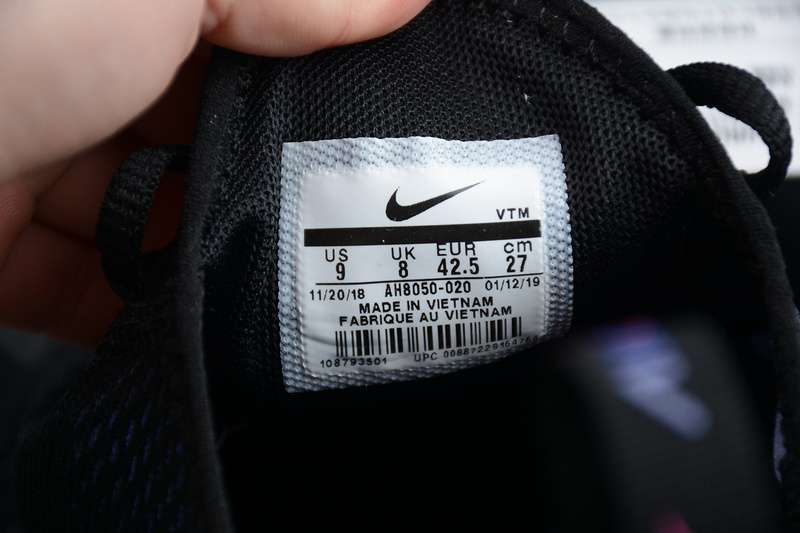 VTM
US UK EUR cm
9 8 42.5 27
11/20/18 AH8050-020 01/12/19
MADE IN VIETNAM
FABRIQUE AU VIETNAM
108793501 UPC